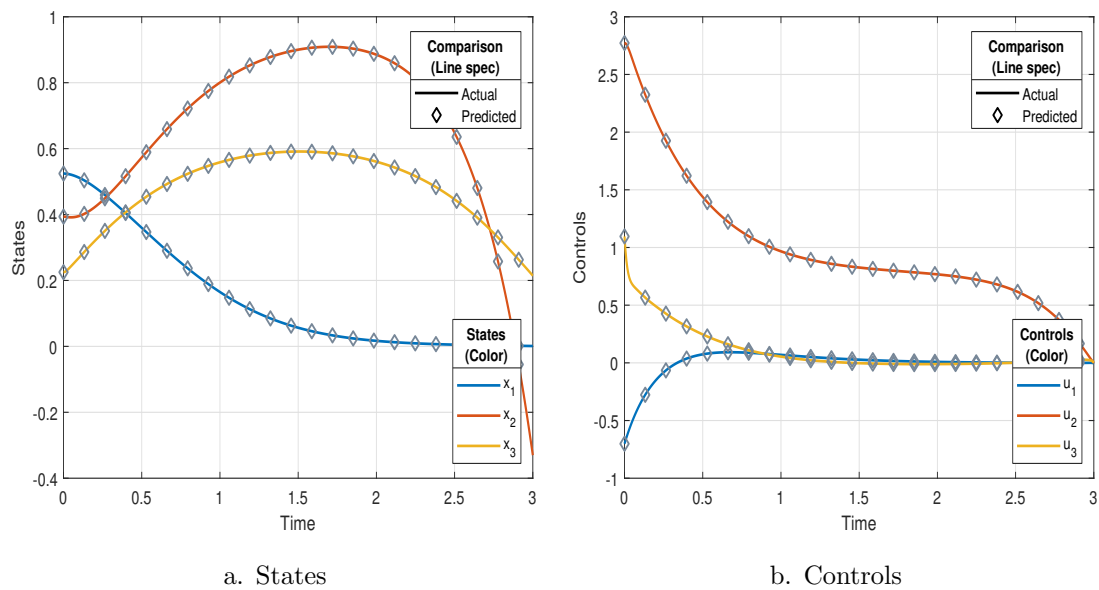 1
0.8
0.6
0.4
0.2
0
-0.2
-0.4
States
0
0.5
1
1.5
2
2.5
3
Time
Comparison
(Line spec)
Actual
Predicted
States
(Color)
x1
x2
x3
a. States
3
2.5
2
1.5
1
0.5
0
-0.5
-1
Controls
0
0.5
1
1.5
2
2.5
3
Time
Comparison
(Line spec)
Actual
Predicted
Controls
(Color)
u1
u2
u3
b. Controls